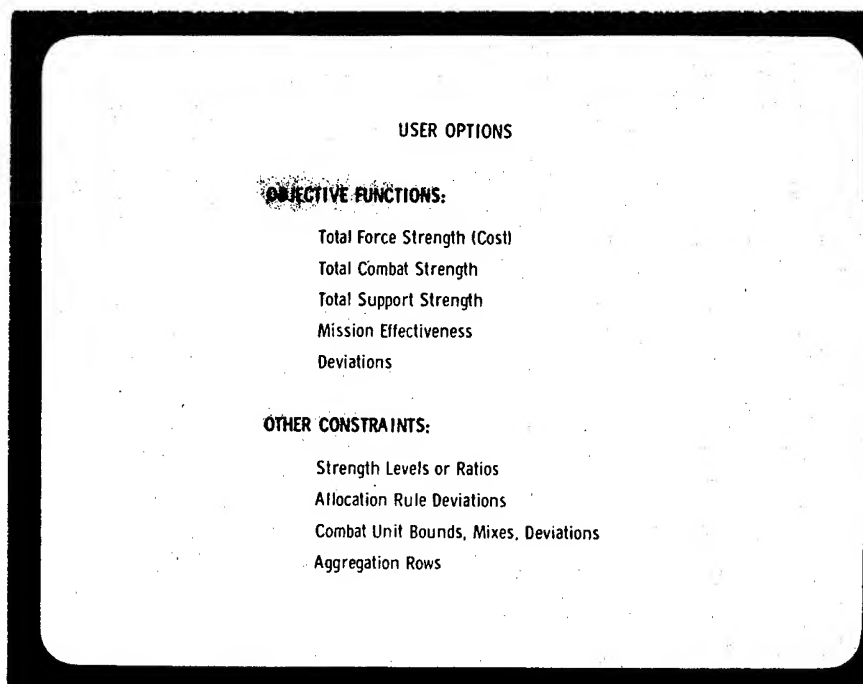 USER OPTIONS
OBJECTIVE FUNCTIONS:
Total Force Strength (Cost)
Total Combat Strength
Total Support Strength
Mission Effectiveness
Deviations
OTHER CONSTRAINTS:
Strength Levels or Ratios
Allocation Rule Deviations
Combat Unit Bounds, Mixes, Deviations
Aggregation Rows